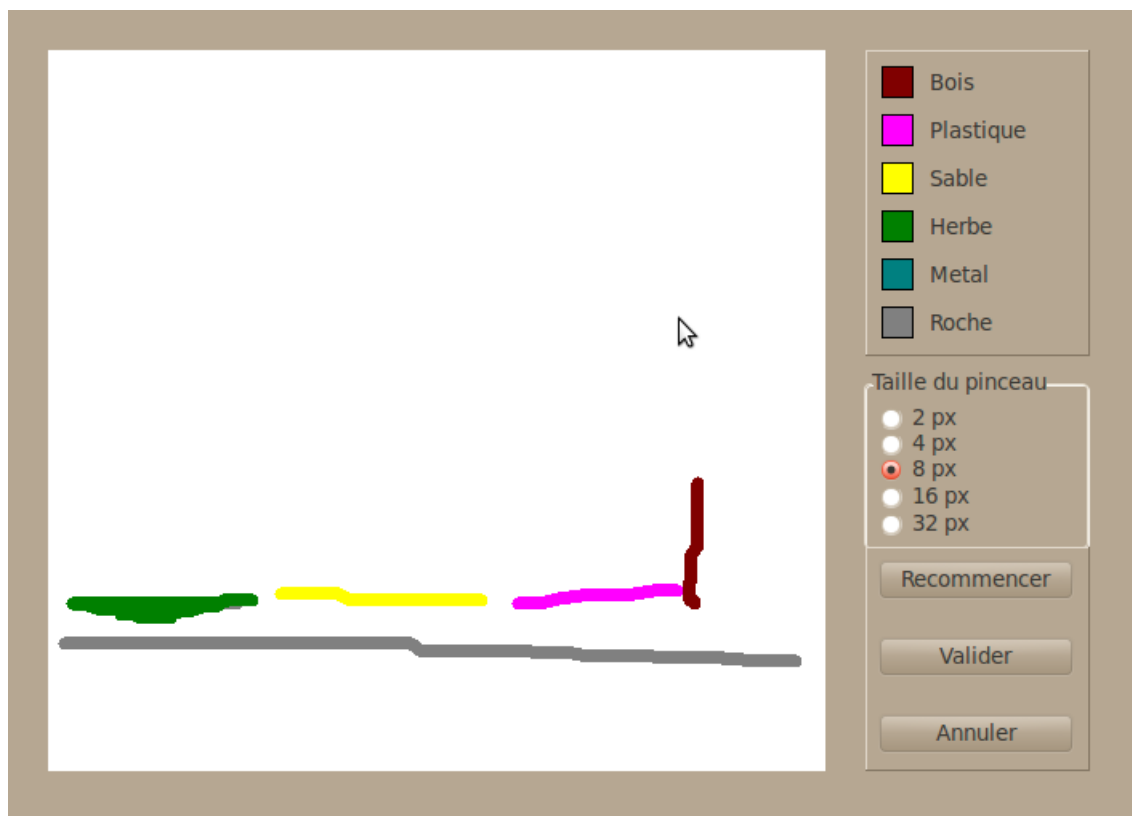 Bois
Plastique
Sable
Herbe
Metal
Roche
Taille du pinceau
2 px
4 px
8 px
16 px
32 px
Recommencer
Valider
Annuler